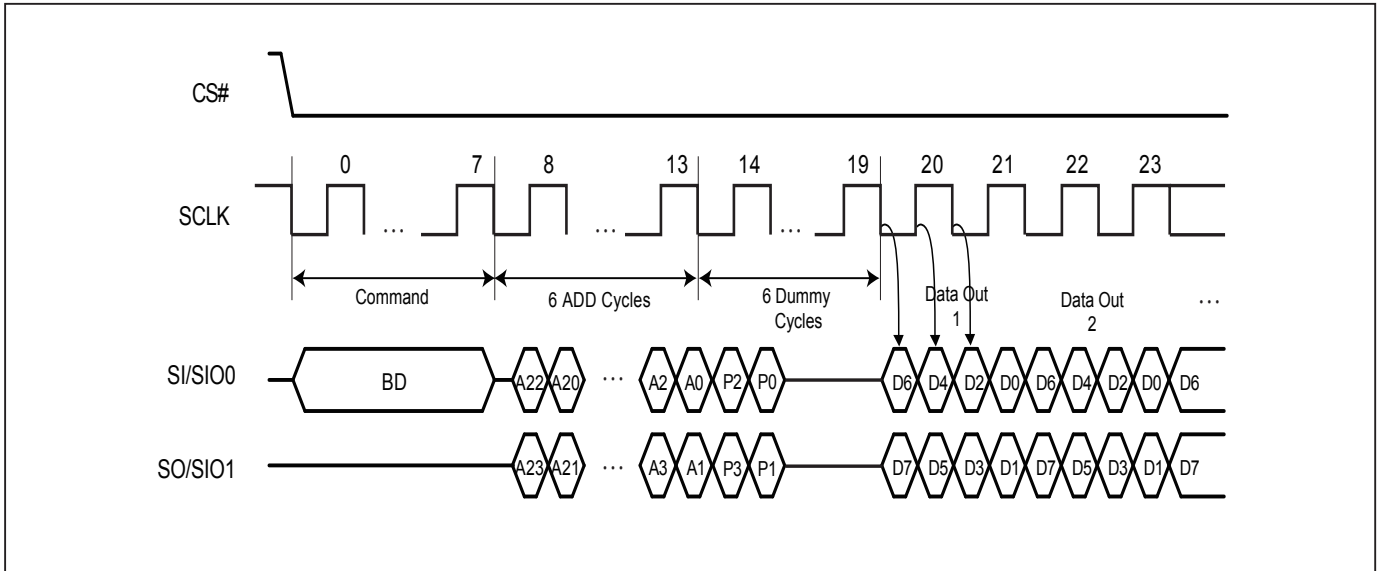 CS#
0 7 8 13 14 19 20 21 22 23
SCLK
... ... ...
Command
6 ADD Cycles
6 Dummy
Cycles
Data Out
1
Data Out
2
...
SI/SIO0
BD
A22 A20 ... A2 A0 P2 P0 D6 D4 D2 D0 D6 D4 D2 D0 D6
SO/SIO1
A23 A21 ... A3 A1 P3 P1 D7 D5 D3 D1 D7 D5 D3 D1 D7